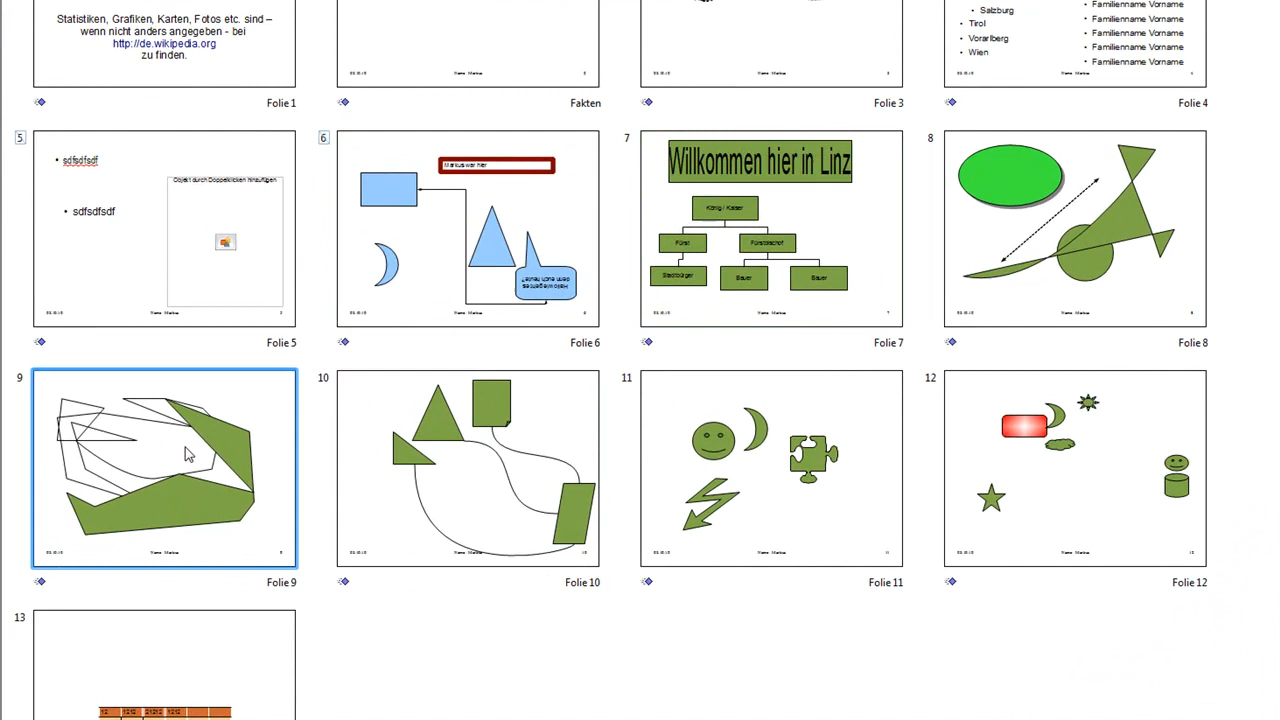 Statistiken, Grafiken, Karten, Fotos etc. sind –
wenn nicht anders angegeben - bei
http://de.wikipedia.org
zu finden.
Salzburg
Tirol
Vorarlberg
Wien
Familienname Vorname
Familienname Vorname
Familienname Vorname
Familienname Vorname
Familienname Vorname
Folie 1
Fakten
Folie 3
Folie 4
5
sdfsdfsdf
Objekt durch Doppelklicken hinzufügen
sdfsdfsdf
6
Markus war hier
7
Willkommen hier in Linz
König / Kaiser
Fürst
Fürstbischof
Stadtbürger
Bauer
Bauer
8
Folie 5
Folie 6
Folie 7
Folie 8
9
10
11
12
Folie 9
Folie 10
Folie 11
Folie 12
13